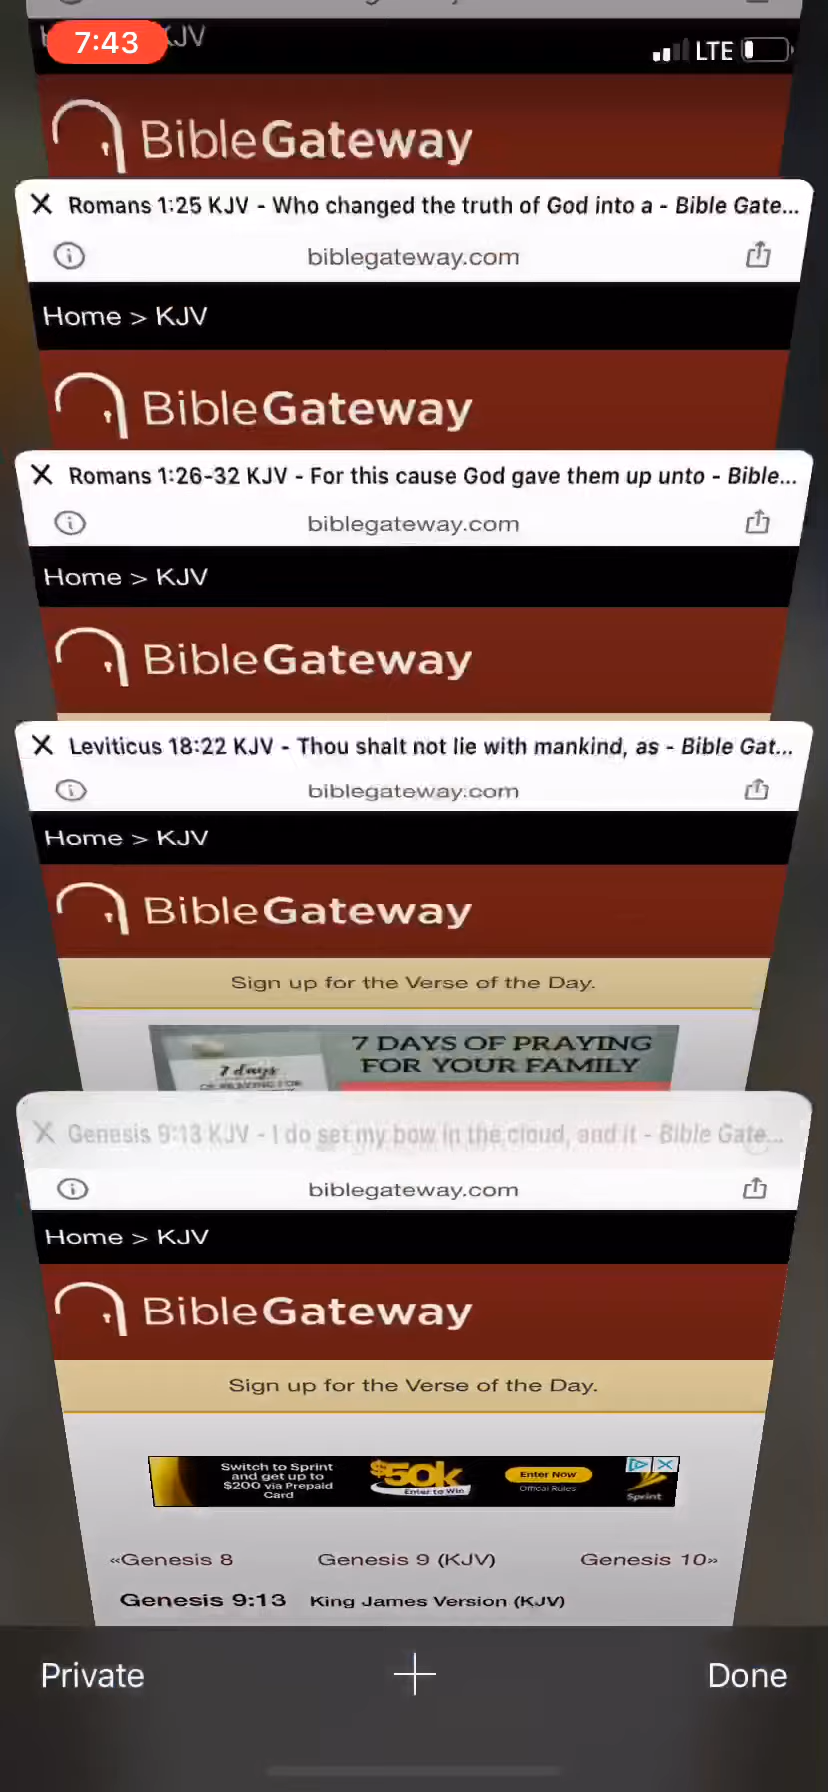 7:43
KJV
LTE
BibleGateway
Romans 1:25 KJV - Who changed the truth of God into a - Bible Gate...
biblegateway.com
Home > KJV
BibleGateway
Romans 1:26-32 KJV - For this cause God gave them up unto - Bible...
biblegateway.com
Home > KJV
BibleGateway
Leviticus 18:22 KJV - Thou shalt not lie with mankind, as - Bible Gat...
biblegateway.com
Home > KJV
BibleGateway
Sign up for the Verse of the Day.
7 days
7 DAYS OF PRAYING
FOR YOUR FAMILY
Genesis 9:13 KJV - I do set my bow in the cloud, and it - Bible Gate...
biblegateway.com
Home > KJV
BibleGateway
Sign up for the Verse of the Day.
Switch to Sprint
and get up to
$200 via Prepaid
Card
$50k
Enter to Win
Enter Now
Official Rules
Sprint
«Genesis 8
Genesis 9 (KJV)
Genesis 10»
Genesis 9:13 King James Version (KJV)
Private
Done